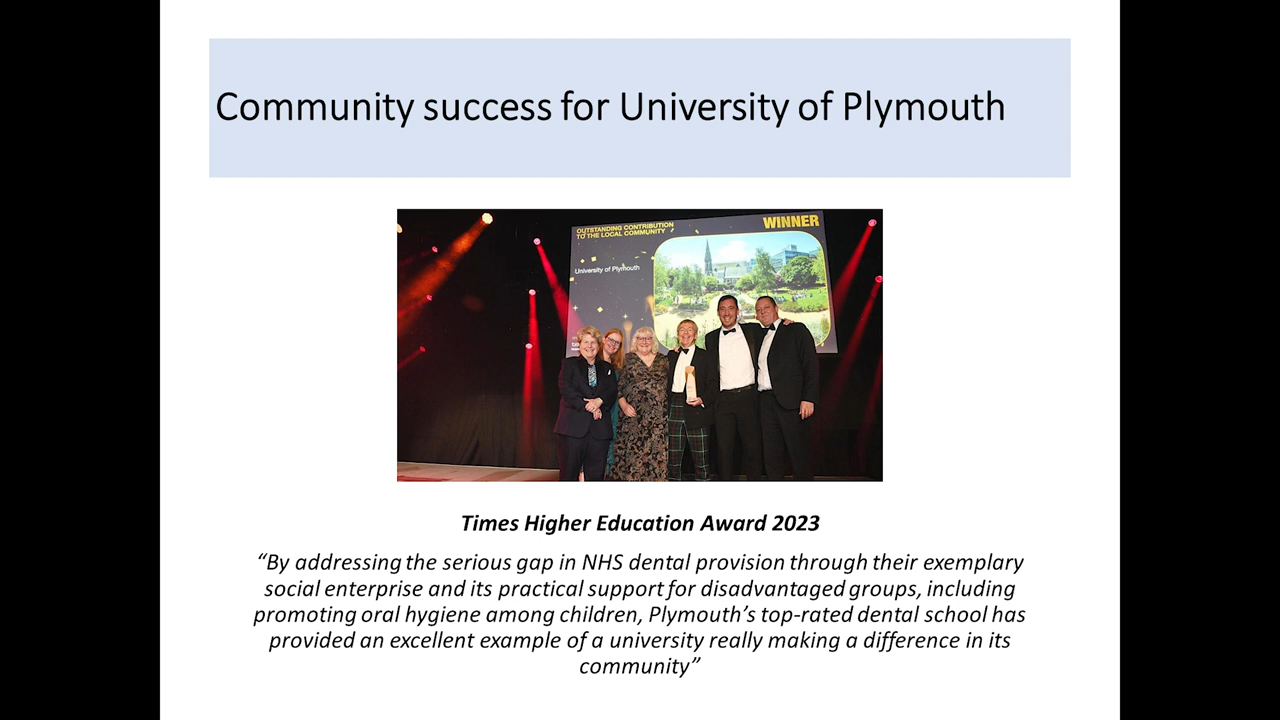 Community success for University of Plymouth
OUTSTANDING CONTRIBUTION
TO THE LOCAL COMMUNITY
WINNER
University of Plymouth
Times Higher Education Award 2023
“By addressing the serious gap in NHS dental provision through their exemplary
social enterprise and its practical support for disadvantaged groups, including
promoting oral hygiene among children, Plymouth’s top-rated dental school has
provided an excellent example of a university really making a difference in its
community”